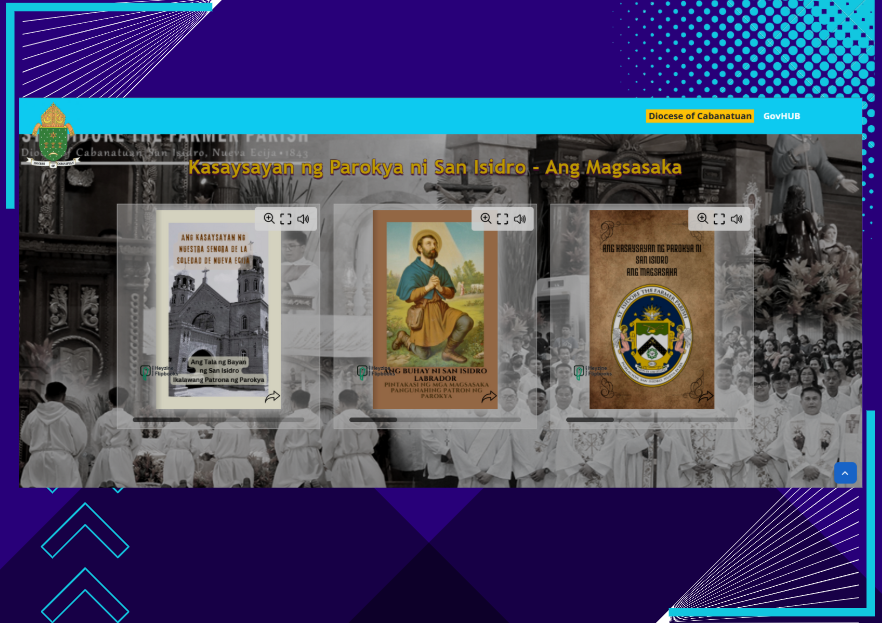 Diocese of Cabanatuan GovHUB
ST. ISIDORE THE FARMER PARISH
Diocese of Cabanatuan San Isidro, Nueva Ecija • 1843
Kasaysayan ng Parokya ni San Isidro - Ang Magsasaka
ANG KASAYSAYAN NG
NUESTRA SENORA DE LA
SOLEDAD DE NUEVA ECIJA
Ang Tala ng Bayan
ng San Isidro
Ikalawang Patrona ng Parokya
Heyzine
Flipbooks
ANG BUHAY NI SAN ISIDRO
LABRADOR
PINTAKASI NG MGA MAGSASAKA
PANGUNAHING PATRON NG
PAROKYA
Heyzine
Flipbooks
ANG KASAYSAYAN NG PAROKYA NI
SAN ISIDRO
ANG MAGSASAKA
ST. ISIDORE THE FARMER PARISH
Heyzine
Flipbooks